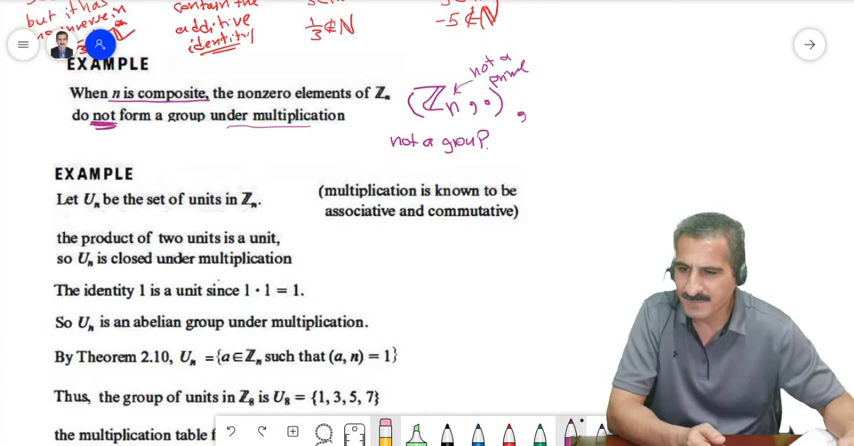 but it has
inverse in
contain the
additive
identity
1/3 ∉ ℕ
-5 ∉ ℕ
EXAMPLE
When n is composite, the nonzero elements of ℤn
do not form a group under multiplication
not a
prime
(ℤn , ·) ,
not a group.
EXAMPLE
Let Un be the set of units in ℤn.
(multiplication is known to be
associative and commutative)
the product of two units is a unit,
so Un is closed under multiplication
The identity 1 is a unit since 1 · 1 = 1.
So Un is an abelian group under multiplication.
By Theorem 2.10, Un = {a ∈ ℤn such that (a, n) = 1}
Thus, the group of units in ℤ8 is U8 = {1, 3, 5, 7}
the multiplication table